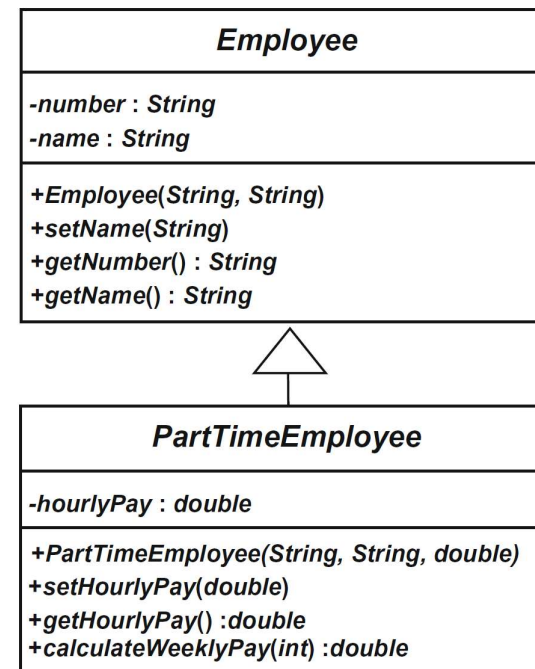 Employee
-number : String
-name : String
+Employee(String, String)
+setName(String)
+getNumber() : String
+getName() : String
PartTimeEmployee
-hourlyPay : double
+PartTimeEmployee(String, String, double)
+setHourlyPay(double)
+getHourlyPay() :double
+calculateWeeklyPay(int) :double